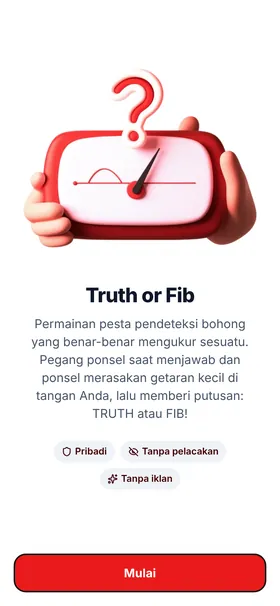 ?
Truth or Fib
Permainan pesta pendeteksi bohong
yang benar-benar mengukur sesuatu.
Pegang ponsel saat menjawab dan
ponsel merasakan getaran kecil di
tangan Anda, lalu memberi putusan:
TRUTH atau FIB!
Pribadi
Tanpa pelacakan
Tanpa iklan
Mulai